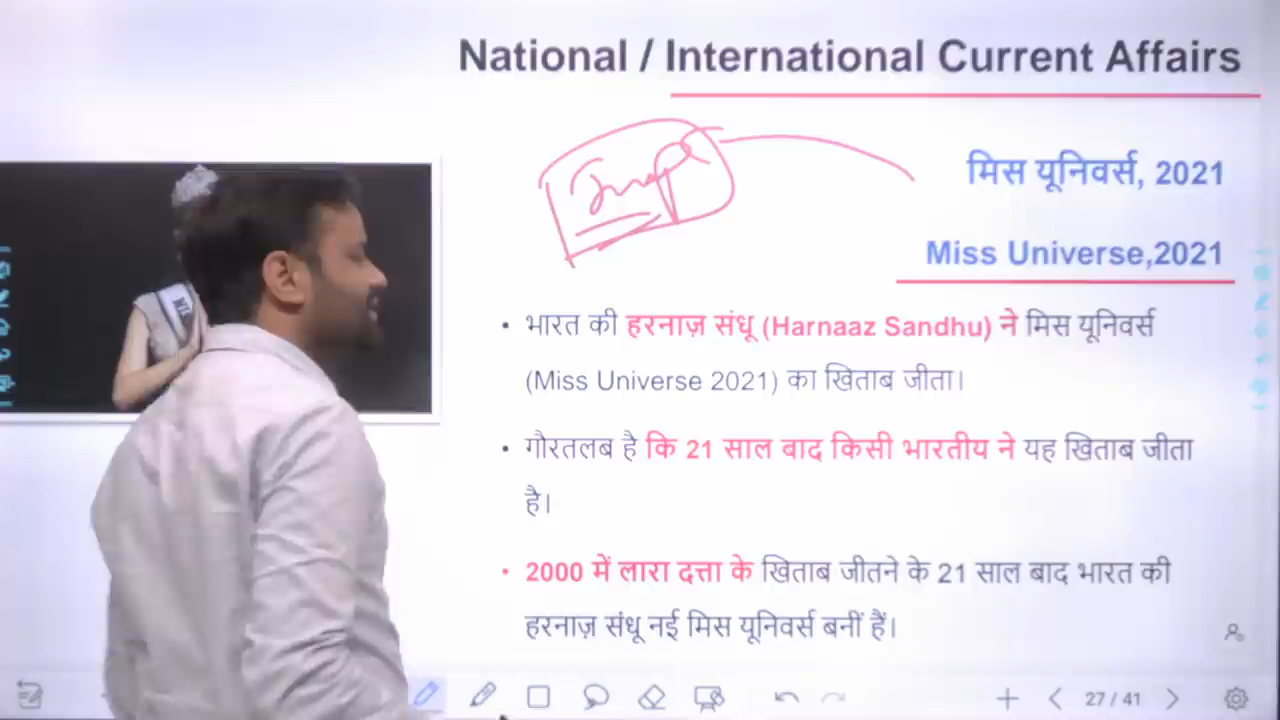 National / International Current Affairs
Imp
मिस यूनिवर्स, 2021
Miss Universe,2021
• भारत की हरनाज़ संधू (Harnaaz Sandhu) ने मिस यूनिवर्स
(Miss Universe 2021) का खिताब जीता।
• गौरतलब है कि 21 साल बाद किसी भारतीय ने यह खिताब जीता
है।
• 2000 में लारा दत्ता के खिताब जीतने के 21 साल बाद भारत की
हरनाज़ संधू नई मिस यूनिवर्स बनीं हैं।
27 / 41